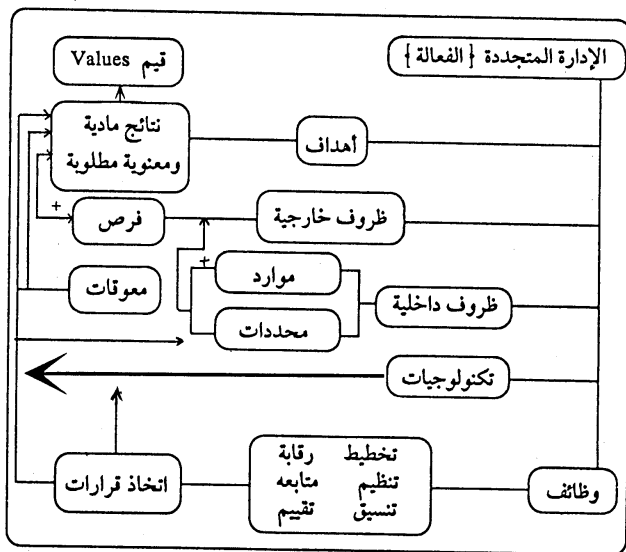 الإدارة المتجددة { الفعالة }
قيم Values
أهداف
نتائج مادية
ومعنوية مطلوبة
ظروف خارجية
فرص
+
ظروف داخلية
موارد
+
محددات
معوقات
تكنولوجيات
وظائف
تخطيط رقابة
تنظيم متابعه
تنسيق تقييم
اتخاذ قرارات